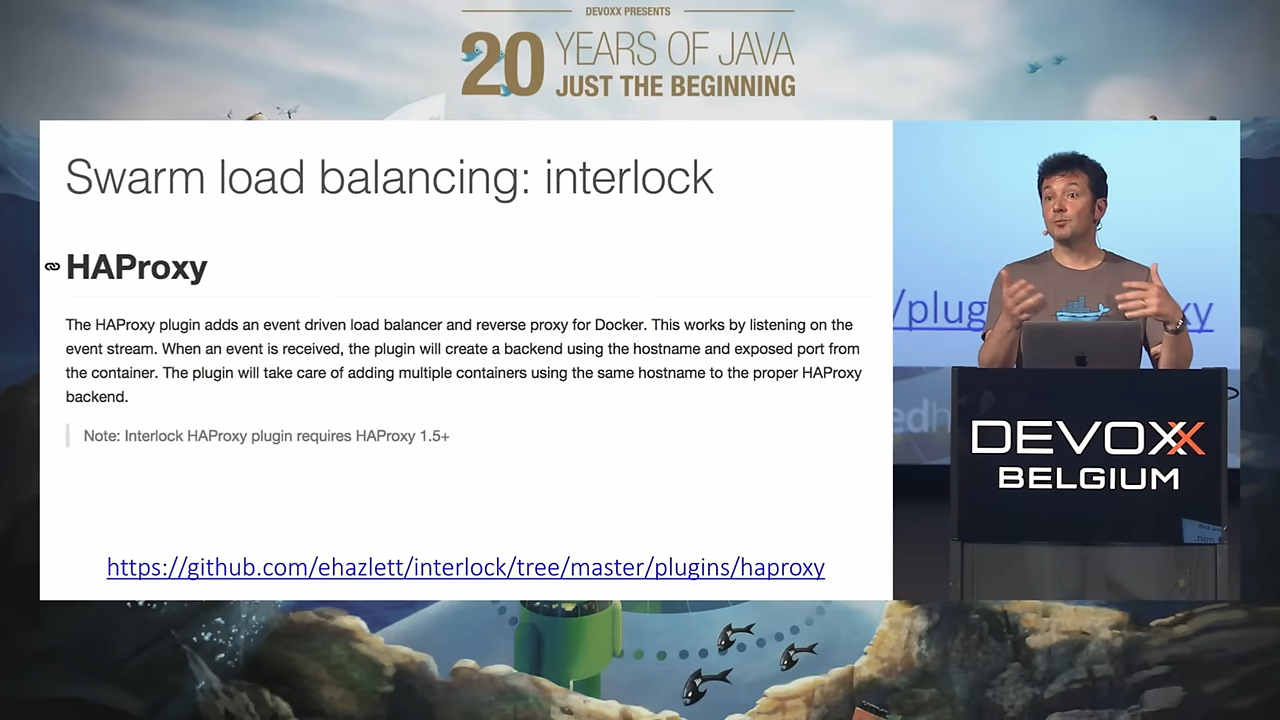 DEVOXX PRESENTS
20 YEARS OF JAVA
JUST THE BEGINNING
Swarm load balancing: interlock
HAProxy
The HAProxy plugin adds an event driven load balancer and reverse proxy for Docker. This works by listening on the
event stream. When an event is received, the plugin will create a backend using the hostname and exposed port from
the container. The plugin will take care of adding multiple containers using the same hostname to the proper HAProxy
backend.
Note: Interlock HAProxy plugin requires HAProxy 1.5+
https://github.com/ehazlett/interlock/tree/master/plugins/haproxy
/plug
xy
edh
DEVOXX
BELGIUM